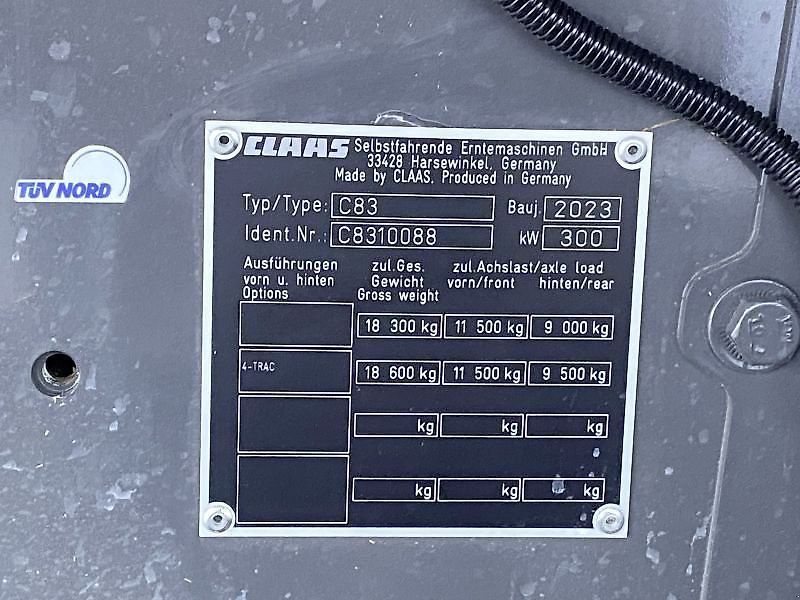 CLAAS Selbstfahrende Erntemaschinen GmbH
33428 Harsewinkel, Germany
Made by CLAAS, Produced in Germany
TÜV NORD
Typ/Type: C83 Bauj. 2023
Ident.Nr.: C8310088 kW 300
Ausführungen zul.Ges. zul.Achslast/axle load
vorn u. hinten Gewicht vorn/front hinten/rear
Options Gross weight
18 300 kg 11 500 kg 9 000 kg
4-TRAC 18 600 kg 11 500 kg 9 500 kg
kg kg kg
kg kg kg